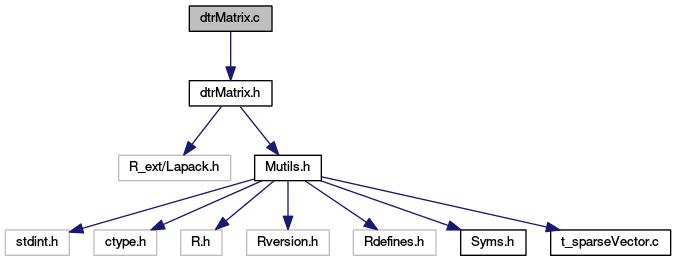 dtrMatrix.c
dtrMatrix.h
R_ext/Lapack.h
Mutils.h
stdint.h
ctype.h
R.h
Rversion.h
Rdefines.h
Syms.h
t_sparseVector.c